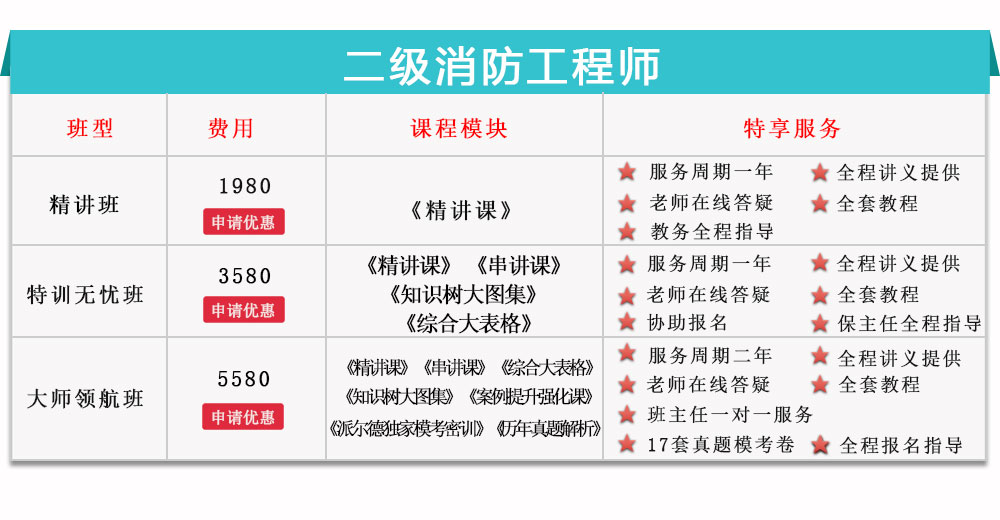 二级消防工程师
班型 费用 课程模块 特享服务
精讲班
1980
申请优惠
《精讲课》
服务周期一年 全程讲义提供
老师在线答疑 全套教程
教务全程指导
特训无忧班
3580
申请优惠
《精讲课》 《串讲课》
《知识树大图集》
《综合大表格》
服务周期一年 全程讲义提供
老师在线答疑 全套教程
协助报名 保主任全程指导
大师领航班
5580
申请优惠
《精讲课》《串讲课》《综合大表格》
《知识树大图集》《案例提升强化课》
《派尔德独家模考密训》《历年真题解析》
服务周期二年 全程讲义提供
老师在线答疑 全套教程
班主任一对一服务
17套真题模考卷 全程报名指导